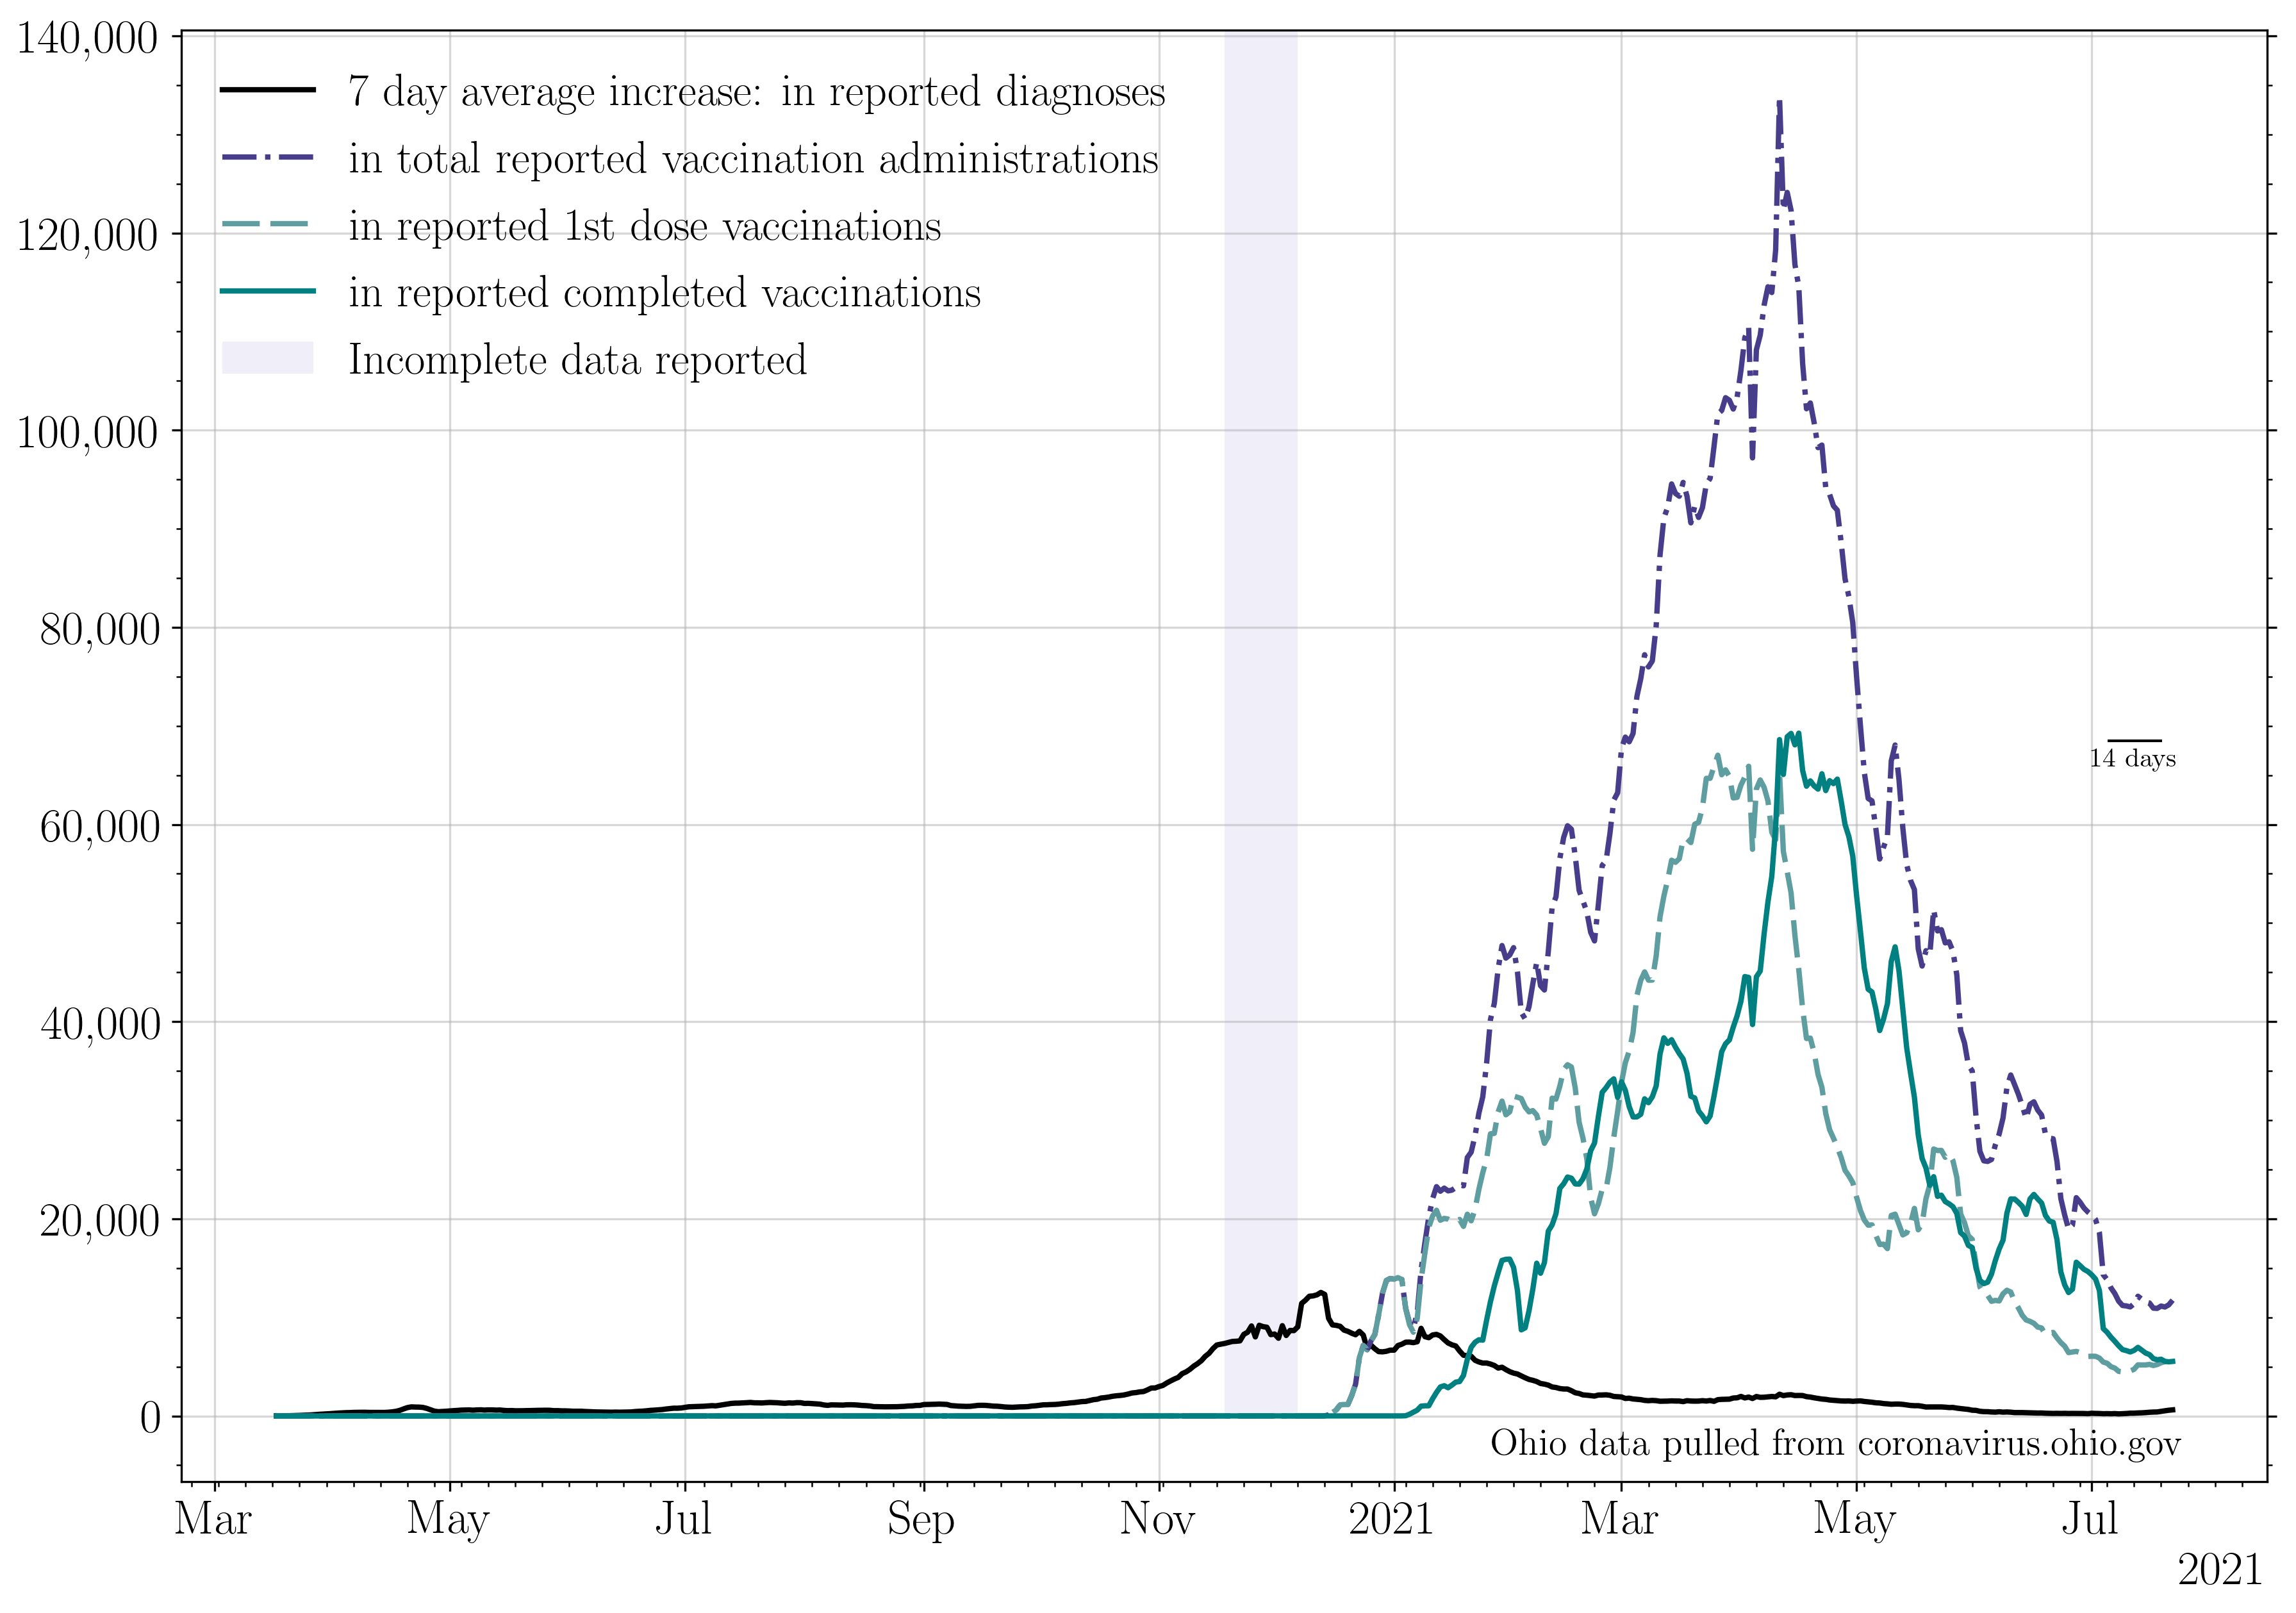 140,000
7 day average increase: in reported diagnoses
in total reported vaccination administrations
120,000
in reported 1st dose vaccinations
in reported completed vaccinations
Incomplete data reported
100,000
80,000
14 days
60,000
40,000
20,000
0
Ohio data pulled from coronavirus.ohio.gov
Mar May Jul Sep Nov 2021 Mar May Jul
2021